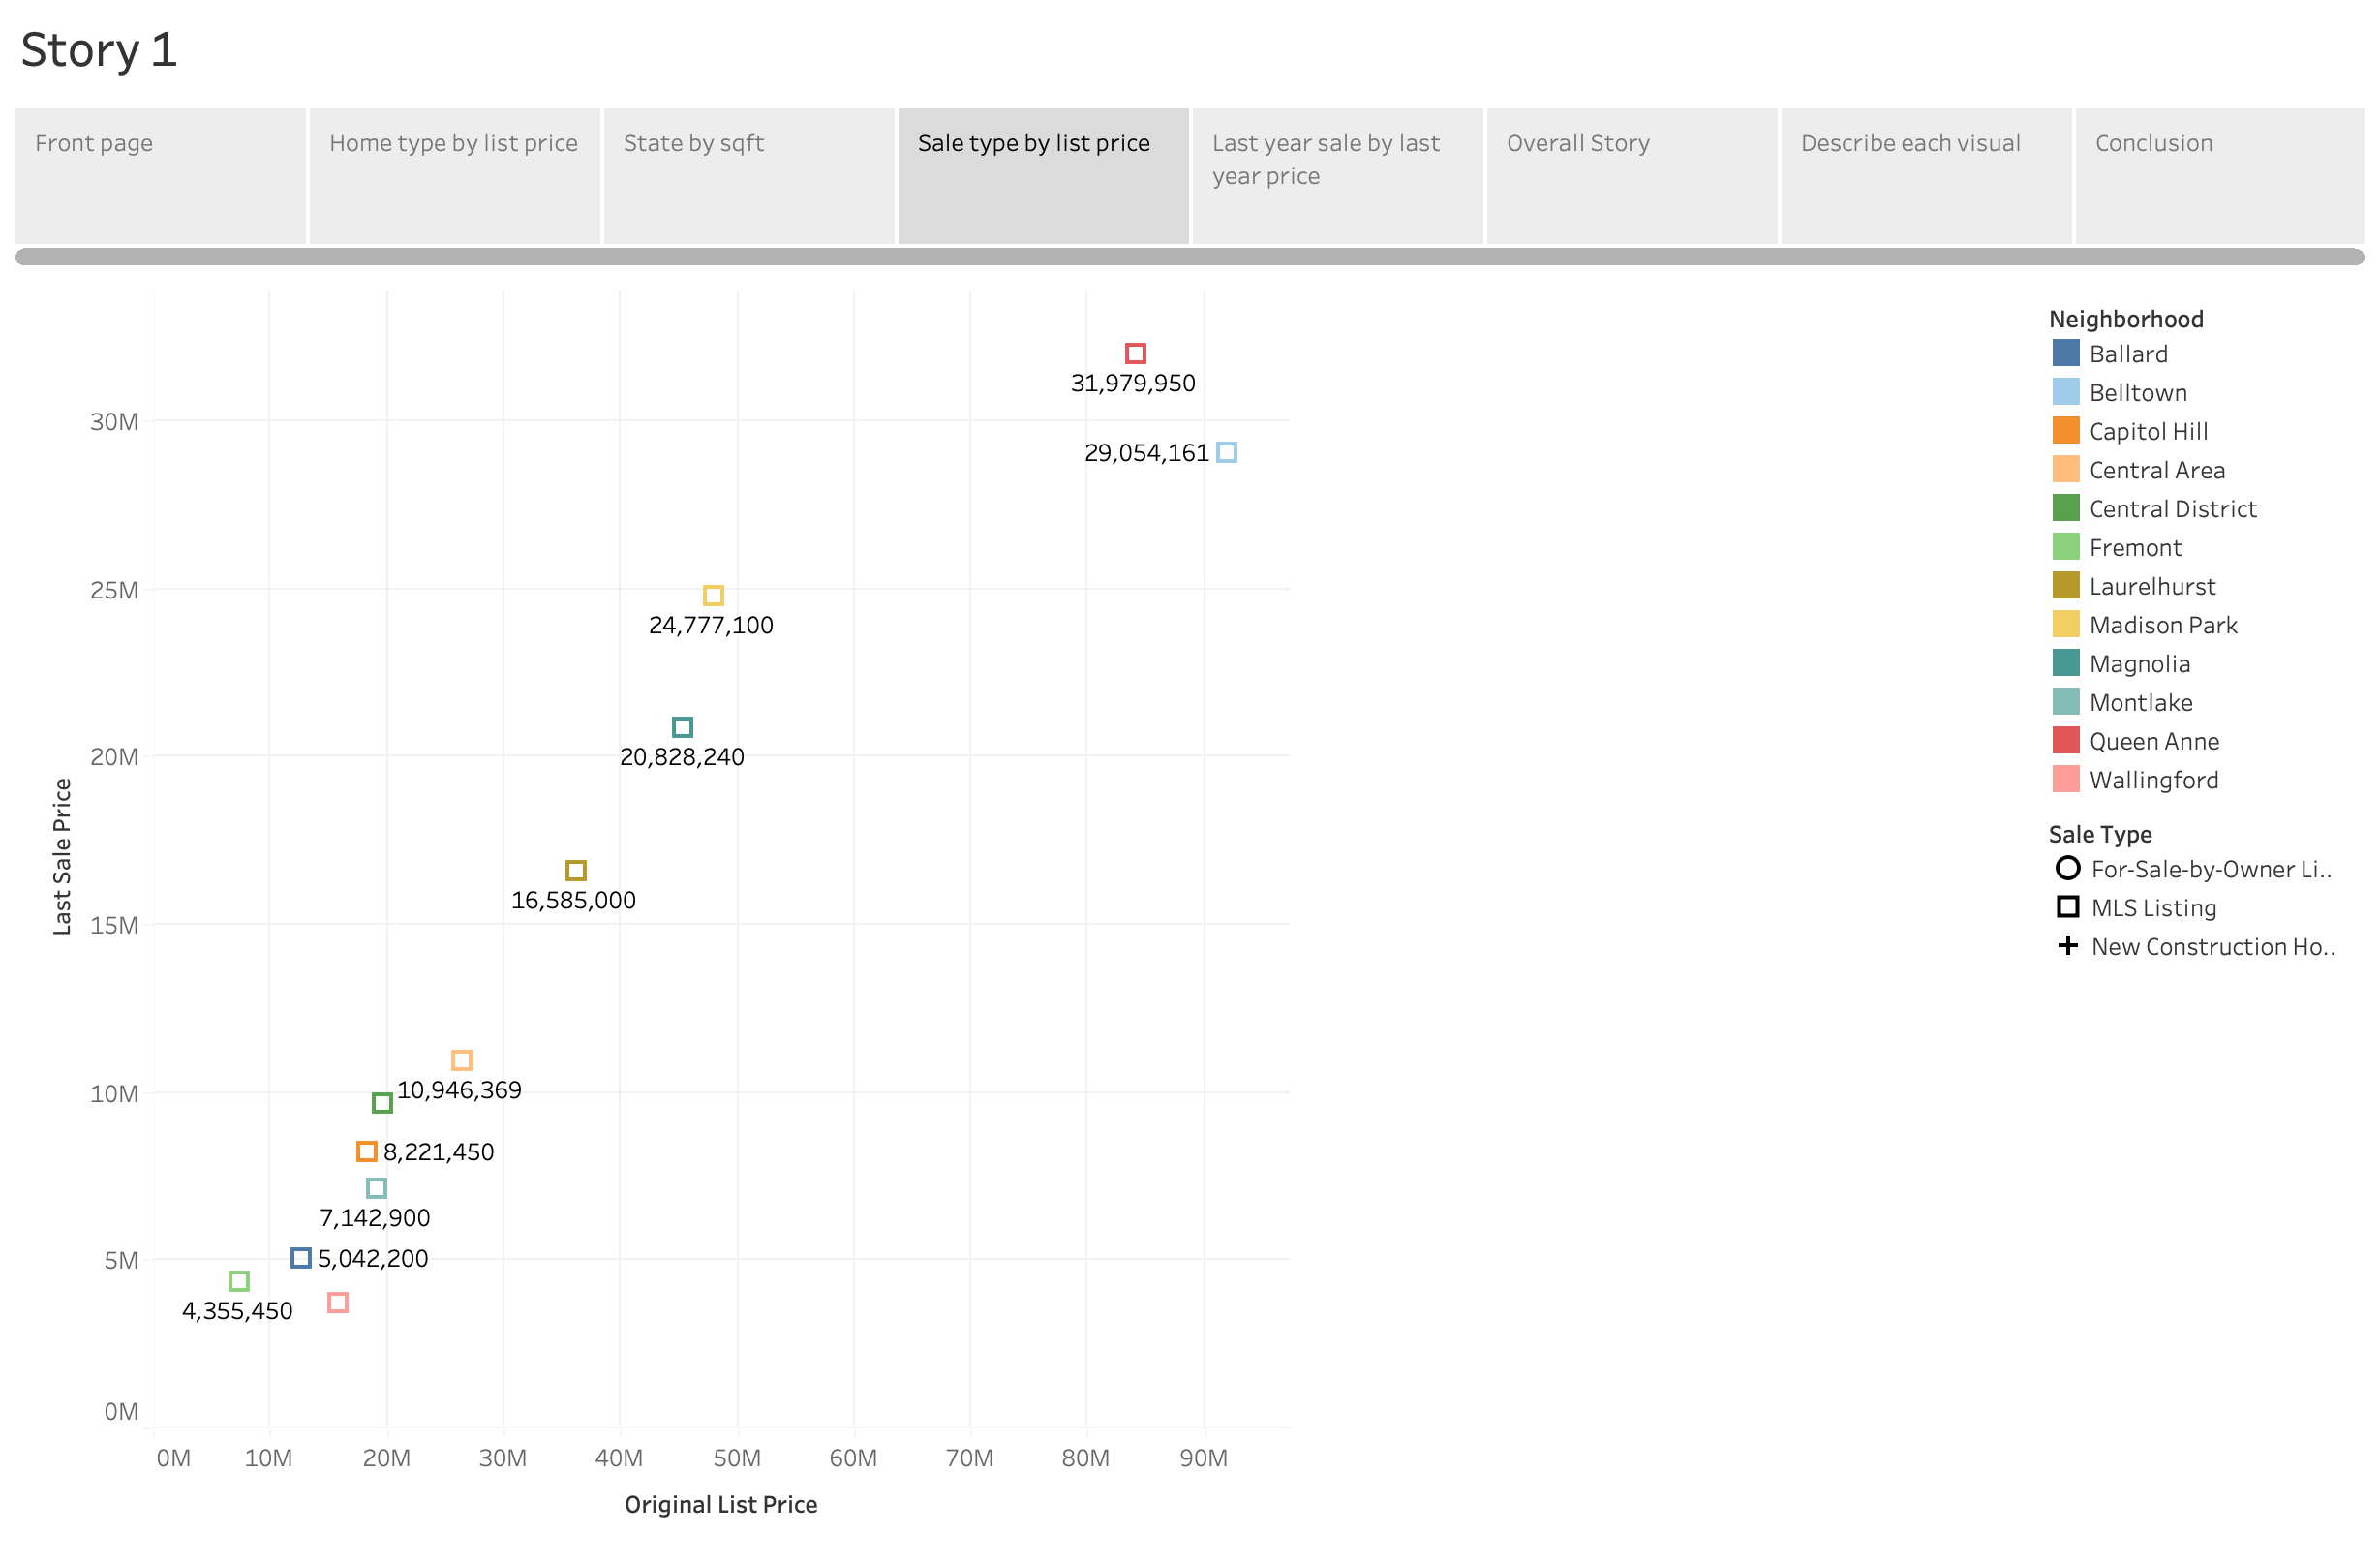 Story 1
Front page
Home type by list price
State by sqft
Sale type by list price
Last year sale by last
year price
Overall Story
Describe each visual
Conclusion
31,979,950
30M
29,054,161
25M
24,777,100
20M
20,828,240
16,585,000
15M
10M
10,946,369
8,221,450
7,142,900
5M
5,042,200
4,355,450
0M
Last Sale Price
0M
10M
20M
30M
40M
50M
60M
70M
80M
90M
Original List Price
Neighborhood
Ballard
Belltown
Capitol Hill
Central Area
Central District
Fremont
Laurelhurst
Madison Park
Magnolia
Montlake
Queen Anne
Wallingford
Sale Type
For-Sale-by-Owner Li..
MLS Listing
New Construction Ho..